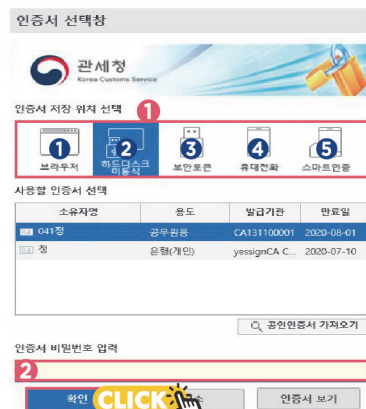 인증서 선택창
관세청
Korea Customs Service
인증서 저장 위치 선택 1
1 2 3 4 5
브라우저 하드디스크 이동식 보안토큰 휴대전화 스마트인증
사용할 인증서 선택
소유자명 용도 발급기관 만료일
041정 공무원용 CA131100001 2020-08-01
정 은행(개인) yessignCA C... 2020-07-10
공인인증서 가져오기
인증서 비밀번호 입력
2
확인 CLICK 인증서 보기